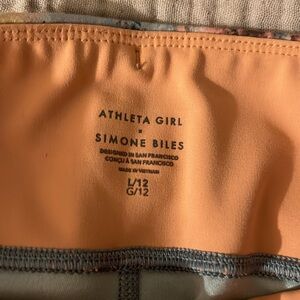 ATHLETA GIRL
×
SIMONE BILES
DESIGNED IN SAN FRANCISCO
CONÇU À SAN FRANCISCO
MADE IN VIETNAM
L/12
G/12